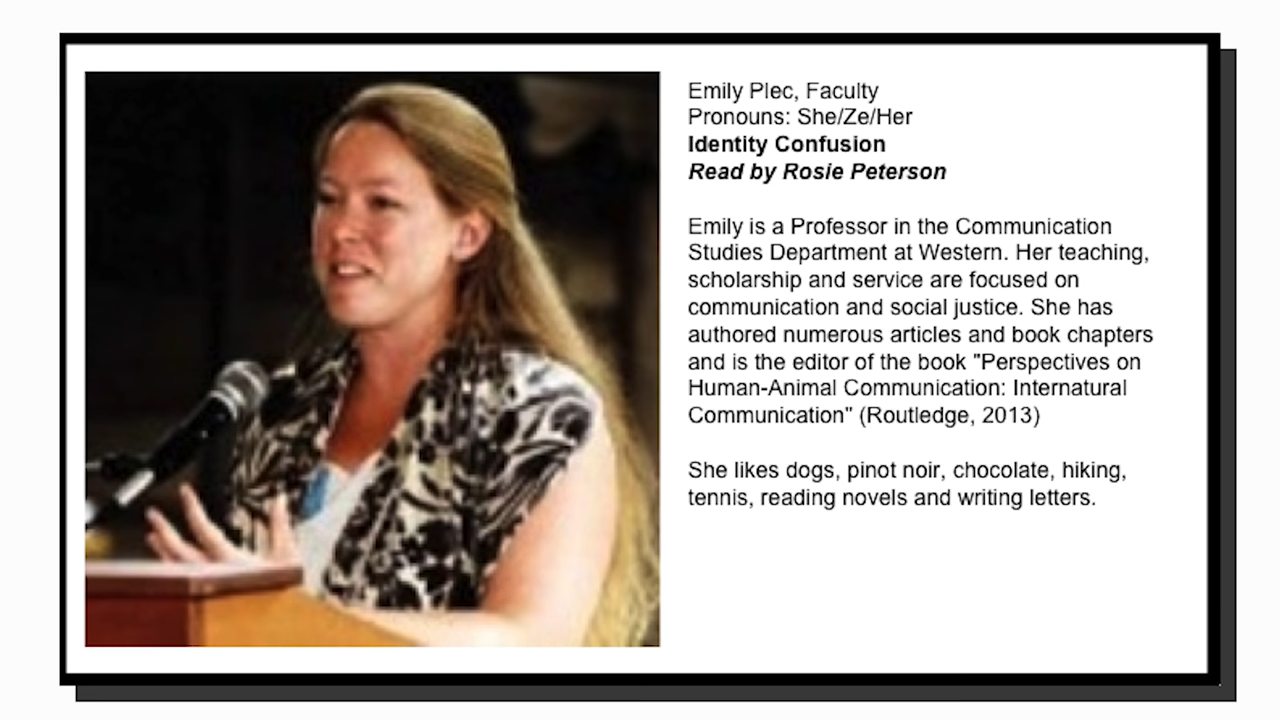 Emily Plec, Faculty
Pronouns: She/Ze/Her
Identity Confusion
Read by Rosie Peterson
Emily is a Professor in the Communication
Studies Department at Western. Her teaching,
scholarship and service are focused on
communication and social justice. She has
authored numerous articles and book chapters
and is the editor of the book "Perspectives on
Human-Animal Communication: Internatural
Communication" (Routledge, 2013)
She likes dogs, pinot noir, chocolate, hiking,
tennis, reading novels and writing letters.